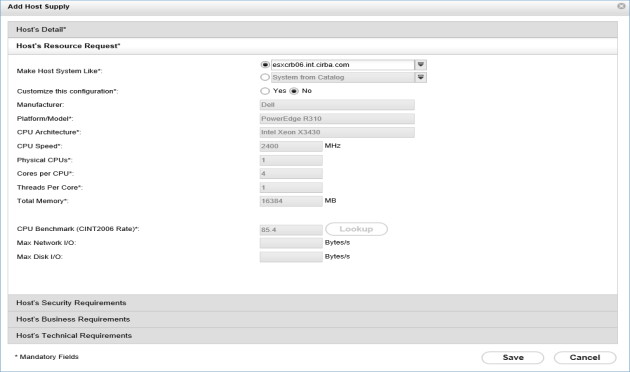 Add Host Supply
Host's Detail*
Host's Resource Request*
Make Host System Like*:
esxcrb06.int.cirba.com
System from Catalog
Customize this configuration*: Yes No
Manufacturer: Dell
Platform/Model*: PowerEdge R310
CPU Architecture*: Intel Xeon X3430
CPU Speed*: 2400 MHz
Physical CPUs*: 1
Cores per CPU*: 4
Threads Per Core*: 1
Total Memory*: 16384 MB
CPU Benchmark (CINT2006 Rate)*: 85.4 Lookup
Max Network I/O: Bytes/s
Max Disk I/O: Bytes/s
Host's Security Requirements
Host's Business Requirements
Host's Technical Requirements
* Mandatory Fields Save Cancel